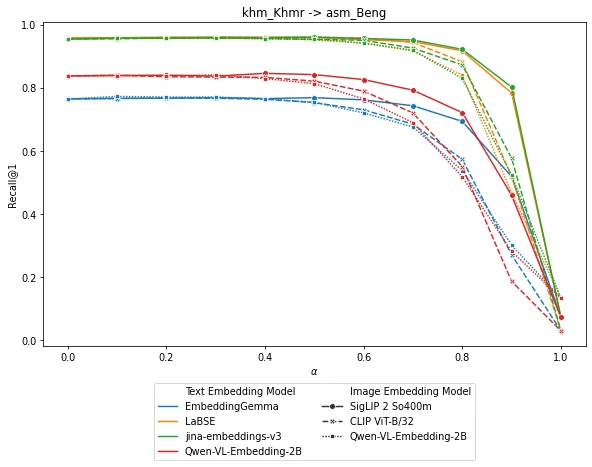 khm_Khmr -> asm_Beng
1.0
0.8
0.6
0.4
0.2
0.0
Recall@1
0.0 0.2 0.4 0.6 0.8 1.0
α
Text Embedding Model Image Embedding Model
EmbeddingGemma SigLIP 2 So400m
LaBSE CLIP ViT-B/32
jina-embeddings-v3 Qwen-VL-Embedding-2B
Qwen-VL-Embedding-2B